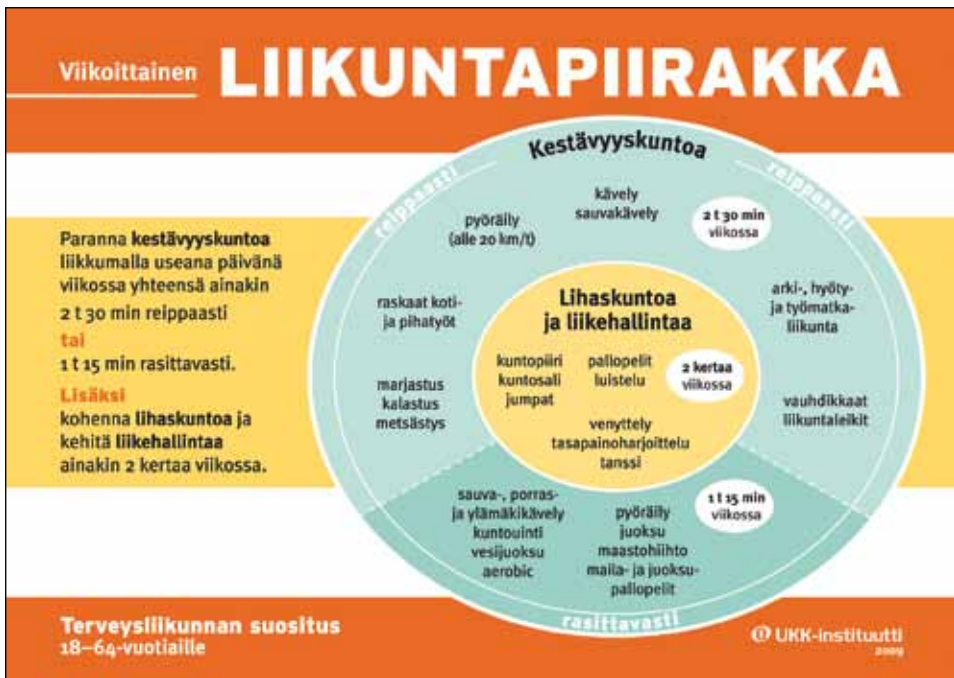 Viikoittainen LIIKUNTAPIIRAKKA
Paranna kestävyyskuntoa
liikkumalla useana päivänä
viikossa yhteensä ainakin
2 t 30 min reippaasti
tai
1 t 15 min rasittavasti.
Lisäksi
kohenna lihaskuntoa ja
kehitä liikehallintaa
ainakin 2 kertaa viikossa.
Kestävyyskuntoa
reippaasti
reippaasti
kävely
sauvakävely
2 t 30 min
viikossa
pyöräily
(alle 20 km/t)
raskaat koti-
ja pihatyöt
marjastus
kalastus
metsästys
arki-, hyöty-
ja työmatka-
liikunta
vauhdikkaat
liikuntaleikit
Lihaskuntoa
ja liikehallintaa
kuntopiiri
kuntosali
jumpat
pallopelit
luistelu
2 kertaa
viikossa
venyttely
tasapainoharjoittelu
tanssi
sauva-, porras-
ja ylämäkikävely
kuntouinti
vesijuoksu
aerobic
pyöräily
juoksu
maastohiihto
maila- ja juoksu-
pallopelit
1 t 15 min
viikossa
rasittavasti
Terveysliikunnan suositus
18–64-vuotiaille
UKK-instituutti
2009